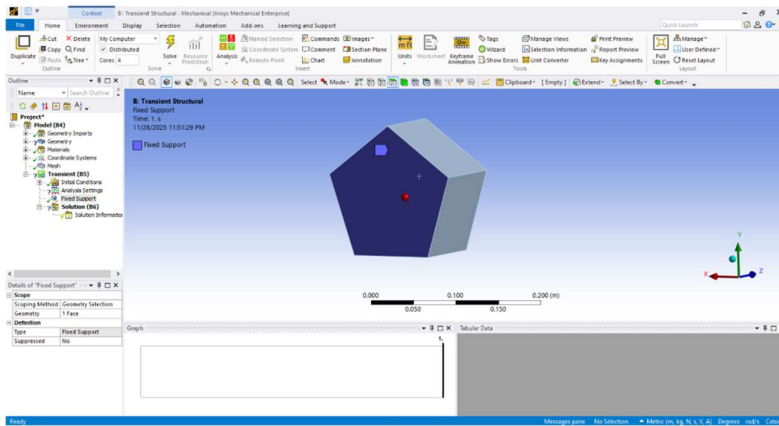 Context
B: Transient Structural - Mechanical [Ansys Mechanical Enterprise]
File Home Environment Display Selection Automation Add-ons Learning and Support
Quick Launch
Duplicate
Cut
Copy
Paste
Delete
Find
Tree
Outline
My Computer
Distributed
Cores 4
Solve
Resource Prediction
Solve
Analysis
Named Selection
Coordinate System
Remote Point
Commands
Comment
Chart
Images
Section Plane
Annotation
Insert
Units
Worksheet
Keyframe Animation
Tags
Wizard
Show Errors
Manage Views
Selection Information
Unit Converter
Print Preview
Report Preview
Key Assignments
Tools
Full Screen
Manage
User Defined
Reset Layout
Layout
Outline
Select Mode Clipboard [ Empty ] Extend Select By Convert
Name Search Outline
Project*
Model (B4)
Geometry Imports
Geometry
Materials
Coordinate Systems
Mesh
Transient (B5)
Initial Conditions
Analysis Settings
Fixed Support
Solution (B6)
Solution Informatio
B: Transient Structural
Fixed Support
Time: 1. s
11/28/2025 11:51:29 PM
Fixed Support
Y
X
Z
0.000 0.100 0.200 (m)
0.050 0.150
Details of "Fixed Support"
Scope
Scoping Method Geometry Selection
Geometry 1 Face
Definition
Type Fixed Support
Suppressed No
Graph
1.
Tabular Data
Ready
Messages pane No Selection Metric (m, kg, N, s, V, A) Degrees rad/s Celsi